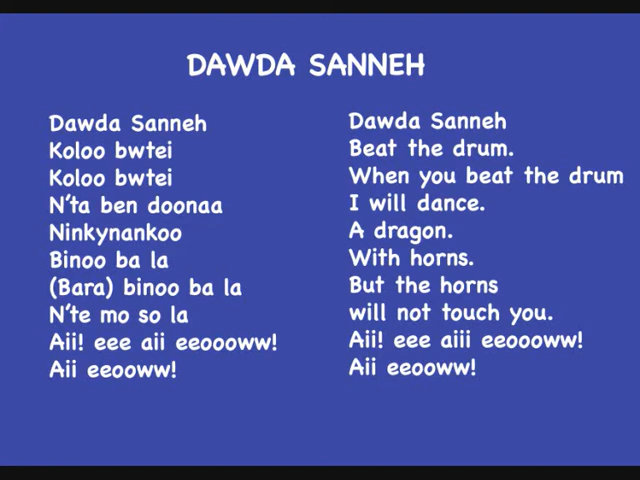 DAWDA SANNEH
Dawda Sanneh
Koloo bwtei
Koloo bwtei
N'ta ben doonaa
Ninkynankoo
Binoo ba la
(Bara) binoo ba la
N'te mo so la
Aii! eee aii eeoooww!
Aii eeooww!
Dawda Sanneh
Beat the drum.
When you beat the drum
I will dance.
A dragon.
With horns.
But the horns
will not touch you.
Aii! eee aiii eeoooww!
Aii eeooww!